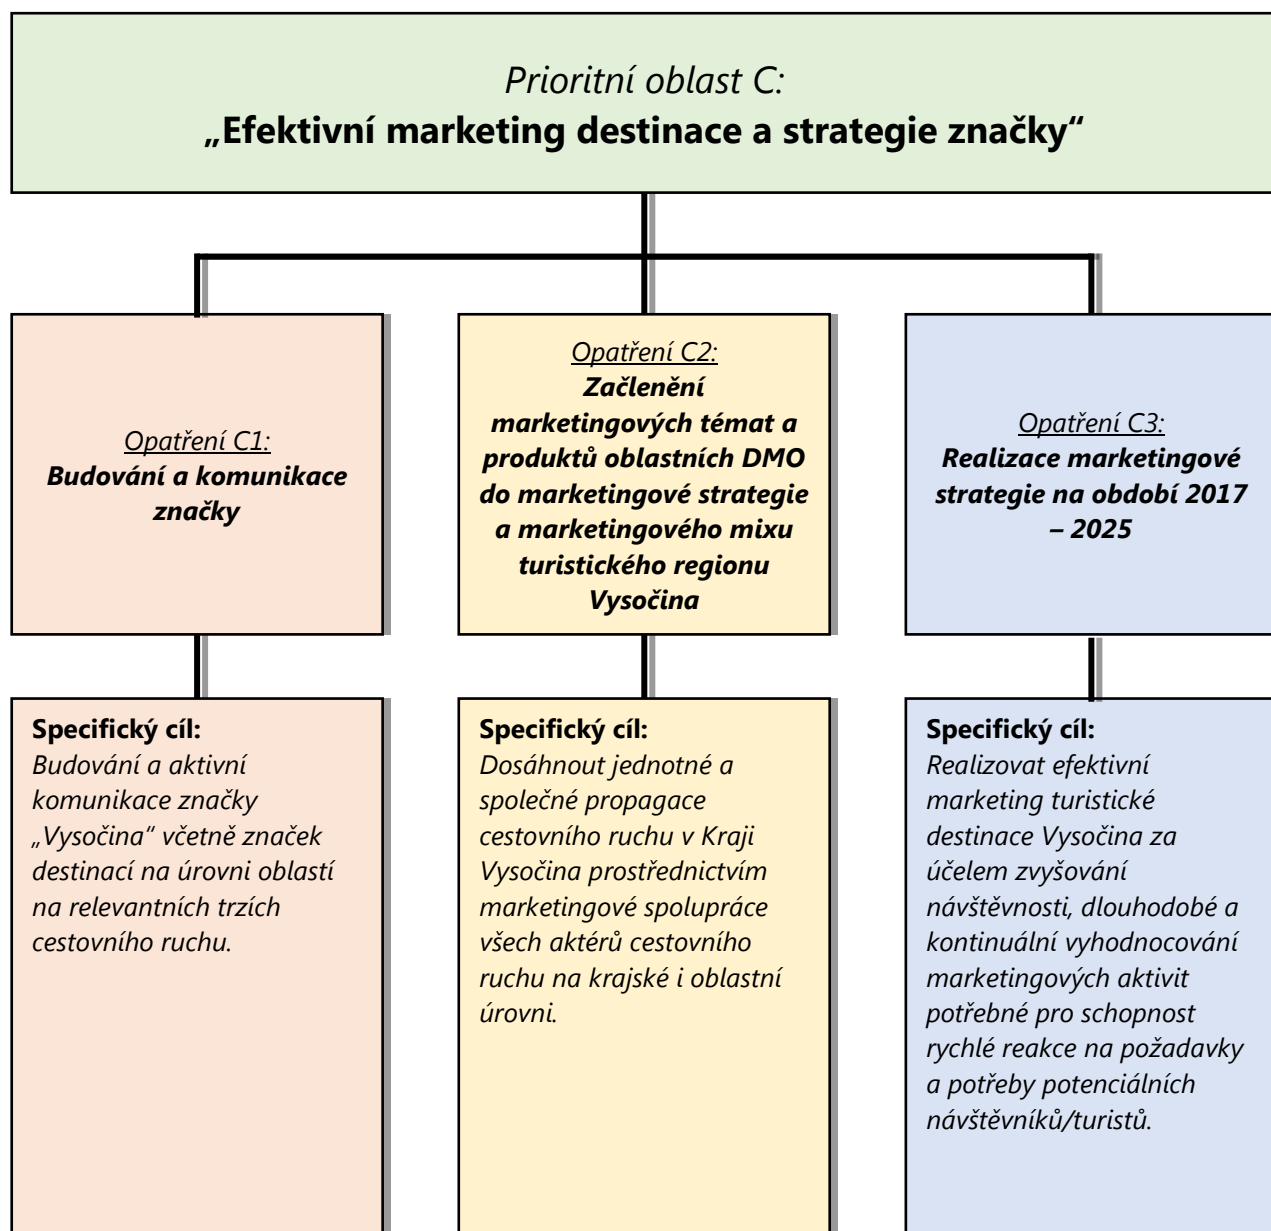 Prioritní oblast C:
„Efektivní marketing destinace a strategie značky“
Opatření C1:
Budování a komunikace
značky
Opatření C2:
Začlenění
marketingových témat a
produktů oblastních DMO
do marketingové strategie
a marketingového mixu
turistického regionu
Vysočina
Opatření C3:
Realizace marketingové
strategie na období 2017
– 2025
Specifický cíl:
Budování a aktivní
komunikace značky
„Vysočina“ včetně značek
destinací na úrovni oblastí
na relevantních trzích
cestovního ruchu.
Specifický cíl:
Dosáhnout jednotné a
společné propagace
cestovního ruchu v Kraji
Vysočina prostřednictvím
marketingové spolupráce
všech aktérů cestovního
ruchu na krajské i oblastní
úrovni.
Specifický cíl:
Realizovat efektivní
marketing turistické
destinace Vysočina za
účelem zvyšování
návštěvnosti, dlouhodobé a
kontinuální vyhodnocování
marketingových aktivit
potřebné pro schopnost
rychlé reakce na požadavky
a potřeby potenciálních
návštěvníků/turistů.